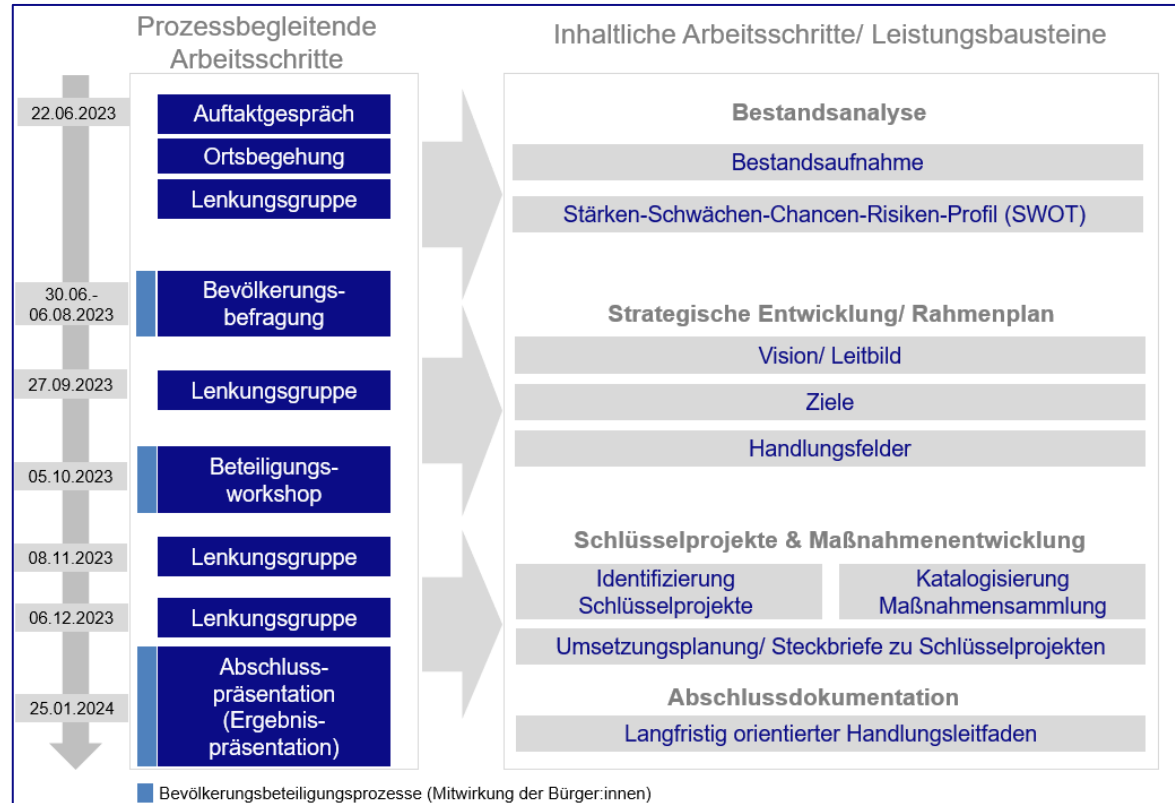 Prozessbegleitende
Arbeitsschritte
Inhaltliche Arbeitsschritte/ Leistungsbausteine
22.06.2023
Auftaktgespräch
Ortsbegehung
Lenkungsgruppe
30.06.-
06.08.2023
Bevölkerungs-
befragung
27.09.2023
Lenkungsgruppe
05.10.2023
Beteiligungs-
workshop
08.11.2023
Lenkungsgruppe
06.12.2023
Lenkungsgruppe
25.01.2024
Abschluss-
präsentation
(Ergebnis-
präsentation)
Bestandsanalyse
Bestandsaufnahme
Stärken-Schwächen-Chancen-Risiken-Profil (SWOT)
Strategische Entwicklung/ Rahmenplan
Vision/ Leitbild
Ziele
Handlungsfelder
Schlüsselprojekte & Maßnahmenentwicklung
Identifizierung
Schlüsselprojekte
Katalogisierung
Maßnahmensammlung
Umsetzungsplanung/ Steckbriefe zu Schlüsselprojekten
Abschlussdokumentation
Langfristig orientierter Handlungsleitfaden
Bevölkerungsbeteiligungsprozesse (Mitwirkung der Bürger:innen)